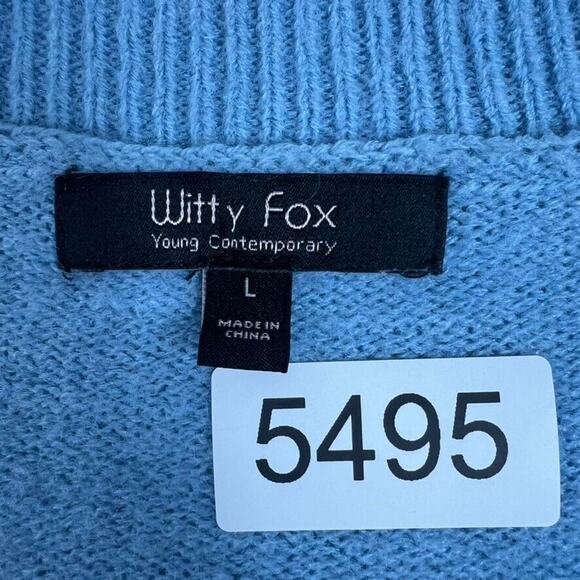 Witty Fox
Young Contemporary
L
MADE IN
CHINA
5495